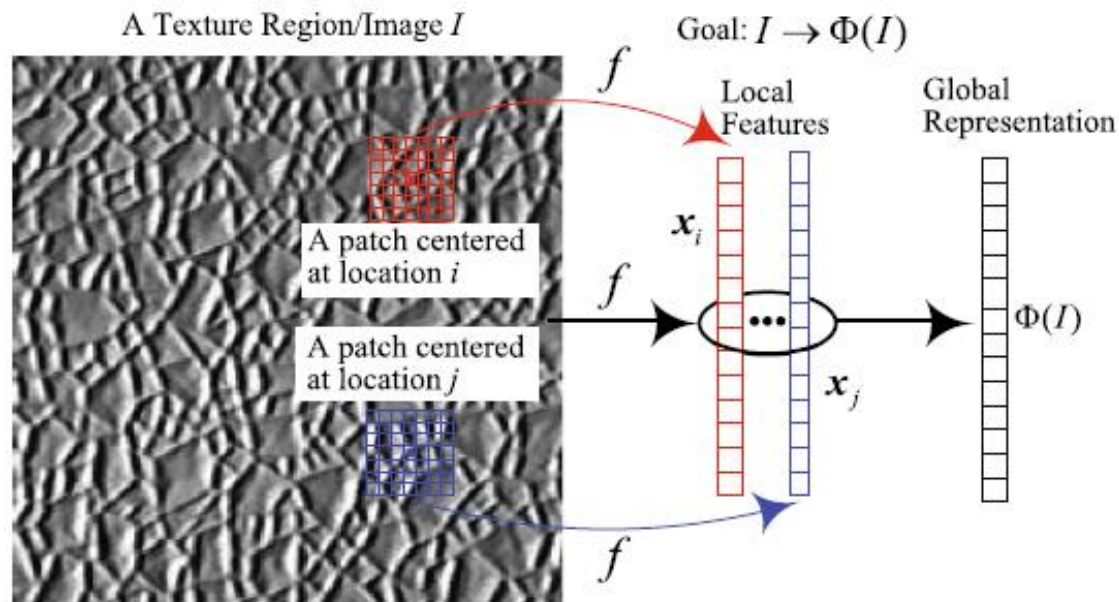 A Texture Region/Image I
Goal: I → Φ(I)
f
Local
Features
Global
Representation
x_i
A patch centered
at location i
f
Φ(I)
A patch centered
at location j
x_j
f